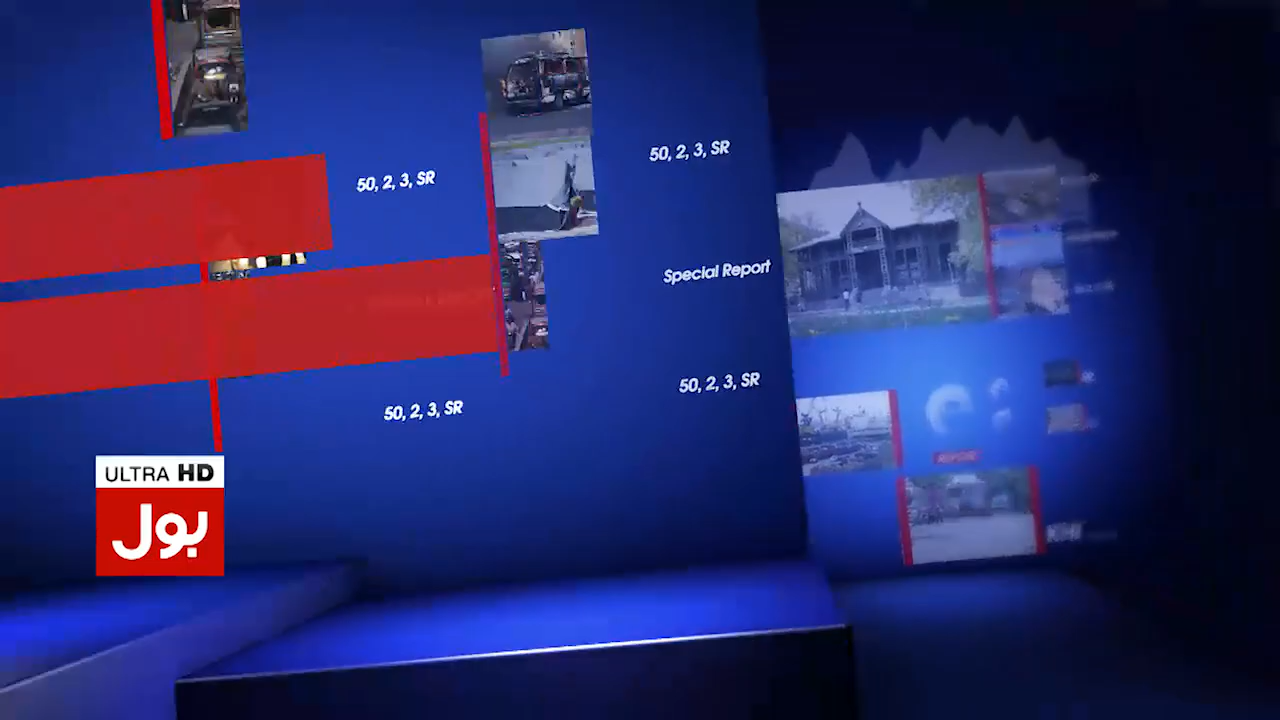 50, 2, 3, SR
50, 2, 3, SR
Special Report
50, 2, 3, SR
50, 2, 3, SR
ULTRA HD
بول